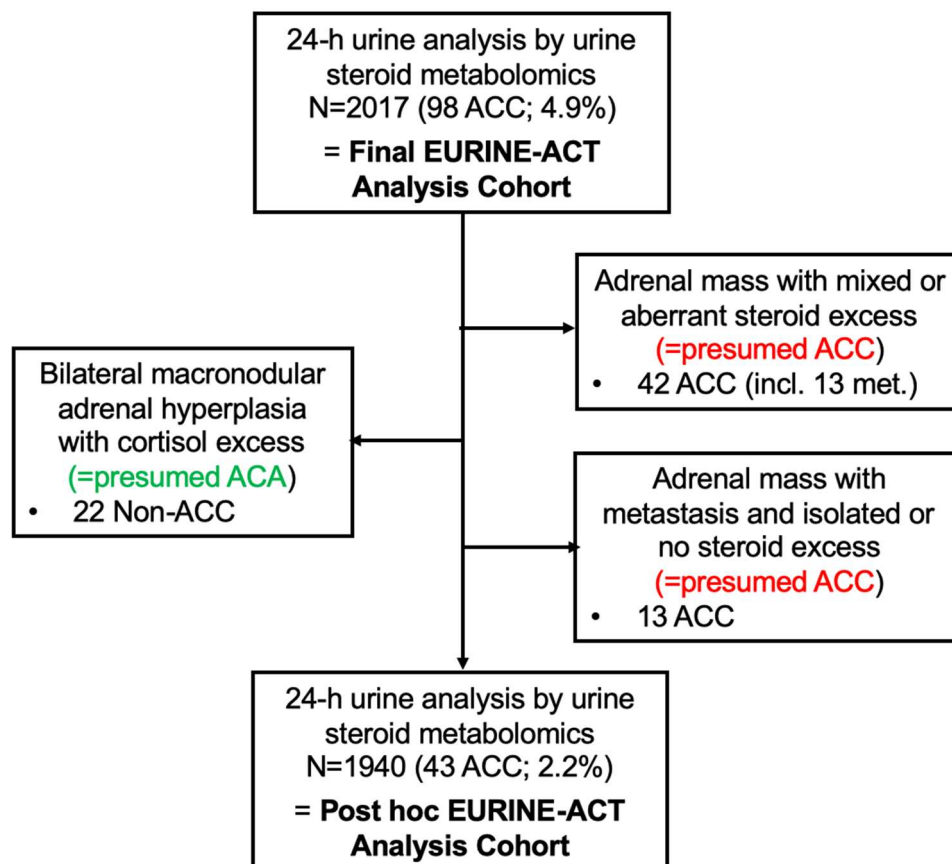 24-h urine analysis by urine
steroid metabolomics
N=2017 (98 ACC; 4.9%)
= Final EURINE-ACT
Analysis Cohort
Adrenal mass with mixed or
aberrant steroid excess
(=presumed ACC)
• 42 ACC (incl. 13 met.)
Bilateral macronodular
adrenal hyperplasia
with cortisol excess
(=presumed ACA)
• 22 Non-ACC
Adrenal mass with
metastasis and isolated or
no steroid excess
(=presumed ACC)
• 13 ACC
24-h urine analysis by urine
steroid metabolomics
N=1940 (43 ACC; 2.2%)
= Post hoc EURINE-ACT
Analysis Cohort